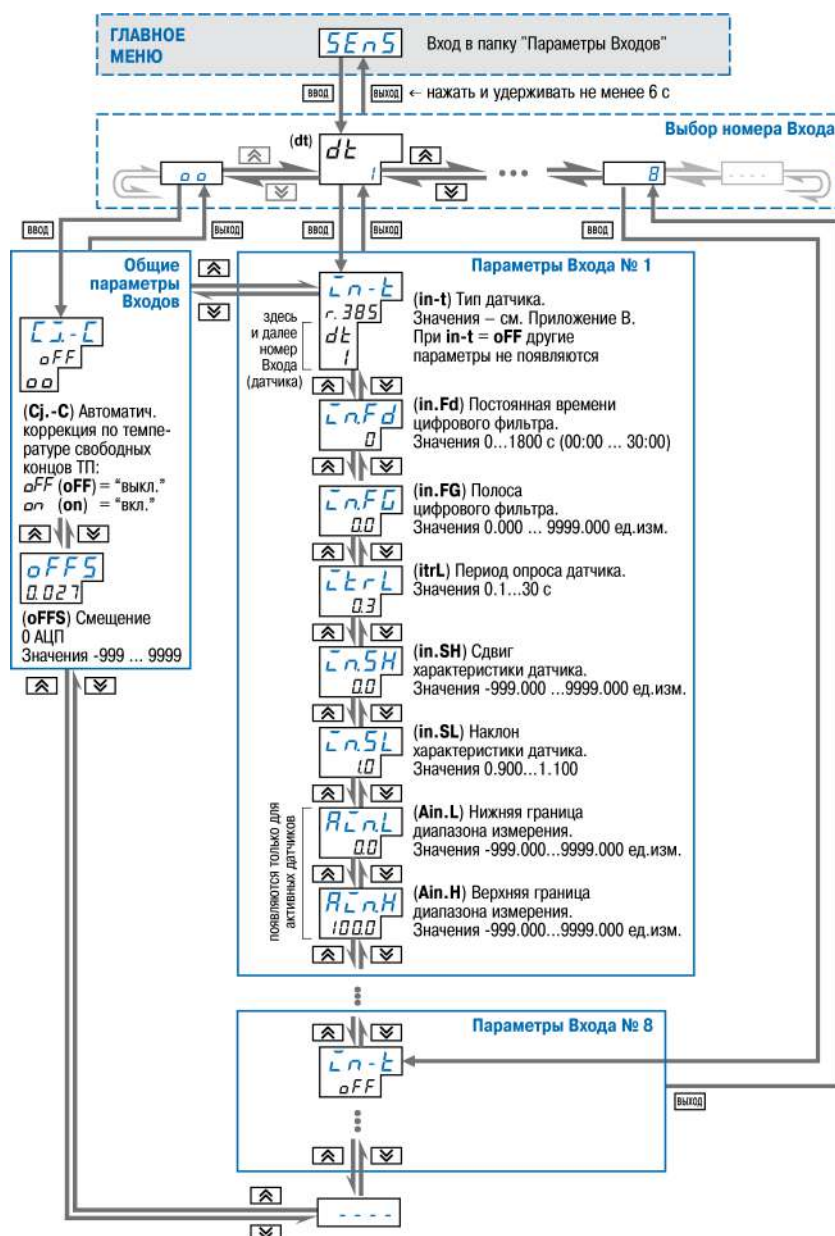 ГЛАВНОЕ
МЕНЮ
SEnS
Вход в папку "Параметры Входов"
ВВОД
ВЫХОД
← нажать и удерживать не менее 6 с
Выбор номера Входа
(dt)
dt
1
oo
...
8
----
ВВОД
ВЫХОД
ВВОД
ВЫХОД
ВВОД
Общие
параметры
Входов
Cj.-C
oFF
oo
(Cj.-C) Автоматич.
коррекция по темпе-
ратуре свободных
концов ТП:
oFF (oFF) = "выкл."
on (on) = "вкл."
oFFS
0.027
(oFFS) Смещение
0 АЦП
Значения -999 ... 9999
Параметры Входа № 1
in-t
r.385
dt
1
здесь
и далее
номер
Входа
(датчика)
(in-t) Тип датчика.
Значения – см. Приложение В.
При in-t = oFF другие
параметры не появляются
in.Fd
0
(in.Fd) Постоянная времени
цифрового фильтра.
Значения 0...1800 с (00:00 ... 30:00)
in.FG
0.0
(in.FG) Полоса
цифрового фильтра.
Значения 0.000 ... 9999.000 ед.изм.
itrL
0.3
(itrL) Период опроса датчика.
Значения 0.1...30 с
in.SH
0.0
(in.SH) Сдвиг
характеристики датчика.
Значения -999.000 ...9999.000 ед.изм.
in.SL
1.0
(in.SL) Наклон
характеристики датчика.
Значения 0.900...1.100
появляются только для
активных датчиков
Ain.L
0.0
(Ain.L) Нижняя граница
диапазона измерения.
Значения -999.000...9999.000 ед.изм.
Ain.H
100.0
(Ain.H) Верхняя граница
диапазона измерения.
Значения -999.000...9999.000 ед.изм.
Параметры Входа № 8
in-t
oFF
ВЫХОД
----